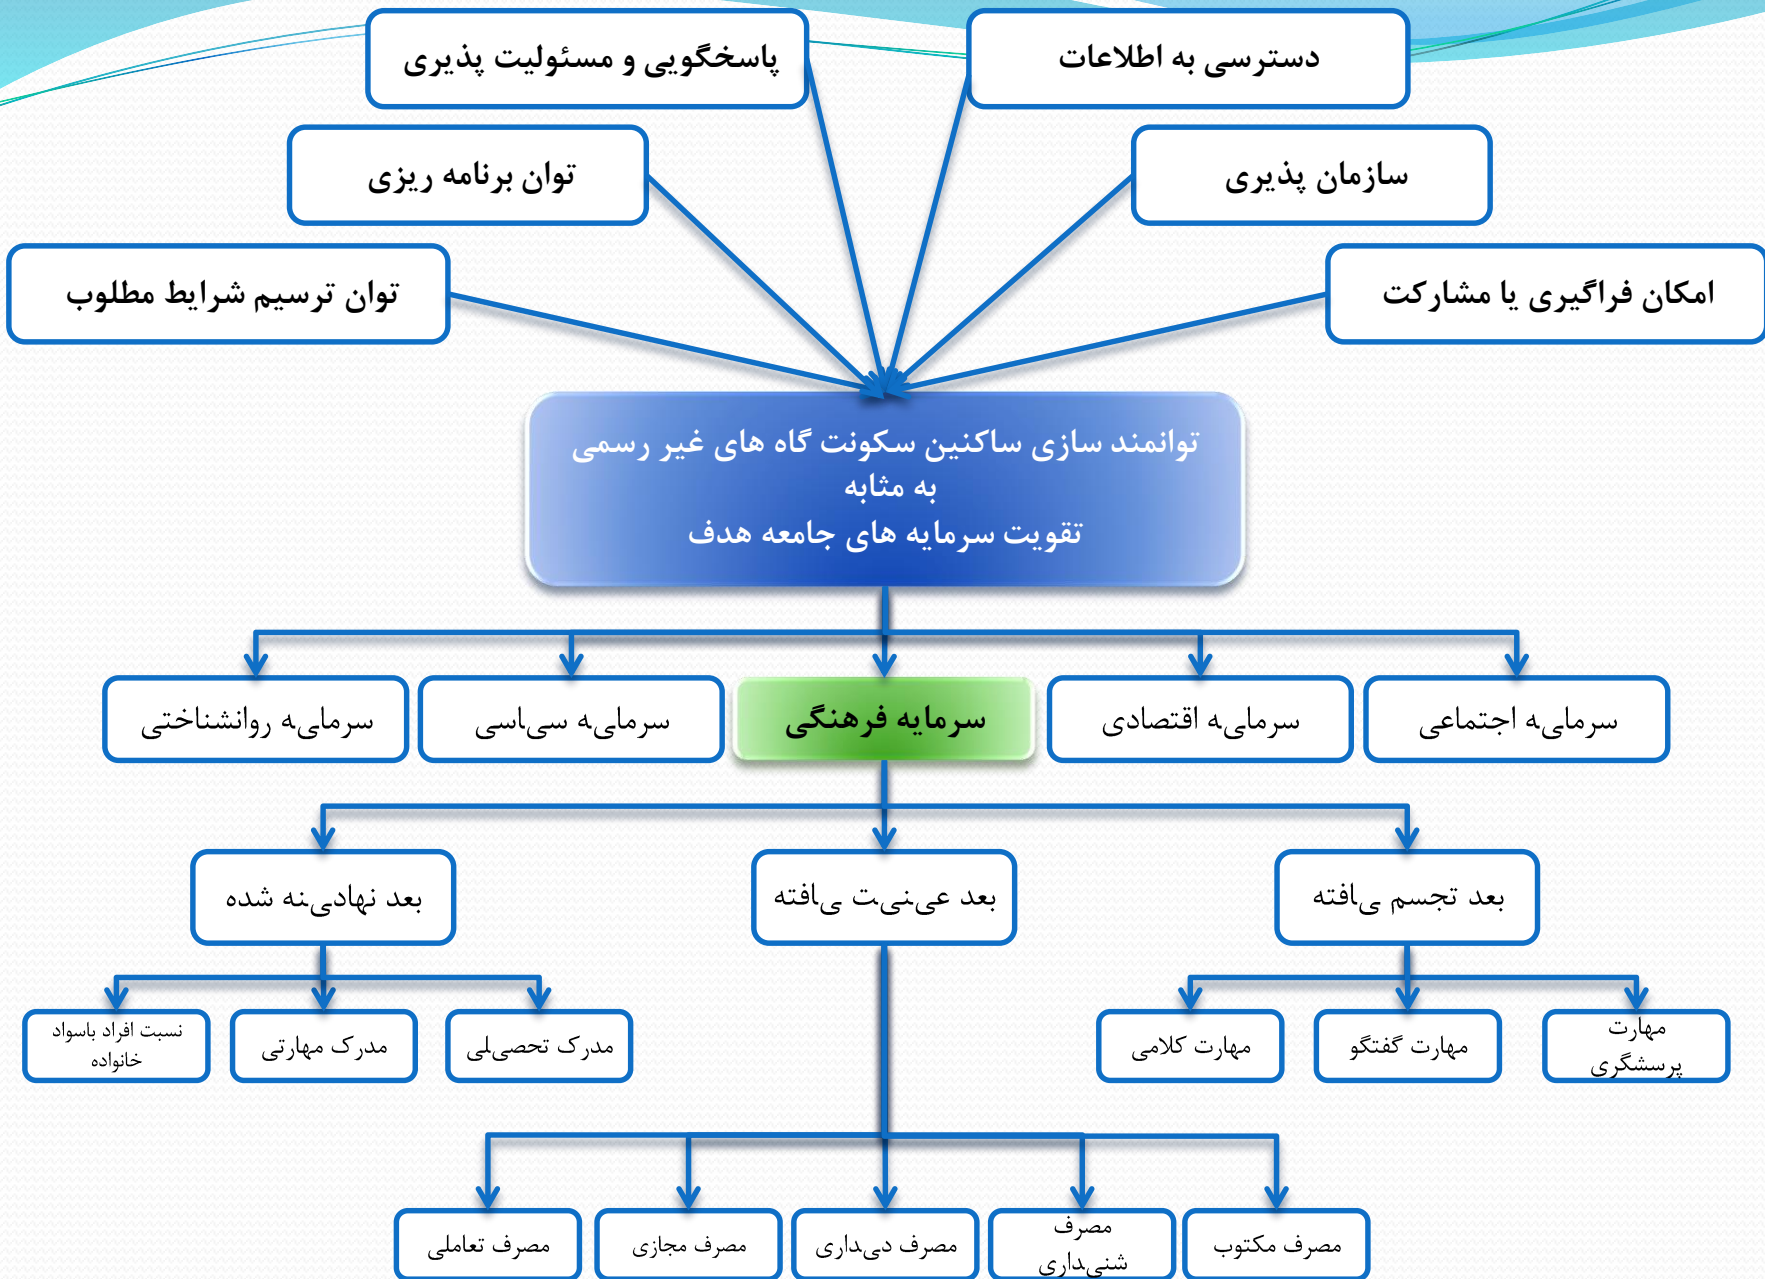 دسترسی به اطلاعات
پاسخگویی و مسئولیت پذیری
سازمان پذیری
توان برنامه ریزی
امکان فراگیری یا مشارکت
توان ترسیم شرایط مطلوب
توانمند سازی ساکنین سکونت گاه های غیر رسمی
به مثابه
تقویت سرمایه های جامعه هدف
سرمایه اجتماعی
سرمایه اقتصادی
سرمایه فرهنگی
سرمایه سیاسی
سرمایه روانشناختی
بعد تجسم یافته
بعد عینیت یافته
بعد نهادینه شده
مهارت
پرسشگری
مهارت گفتگو
مهارت کلامی
مدرک تحصیلی
مدرک مهارتی
نسبت افراد باسواد
خانواده
مصرف مکتوب
مصرف
شنیداری
مصرف دیداری
مصرف مجازی
مصرف تعاملی